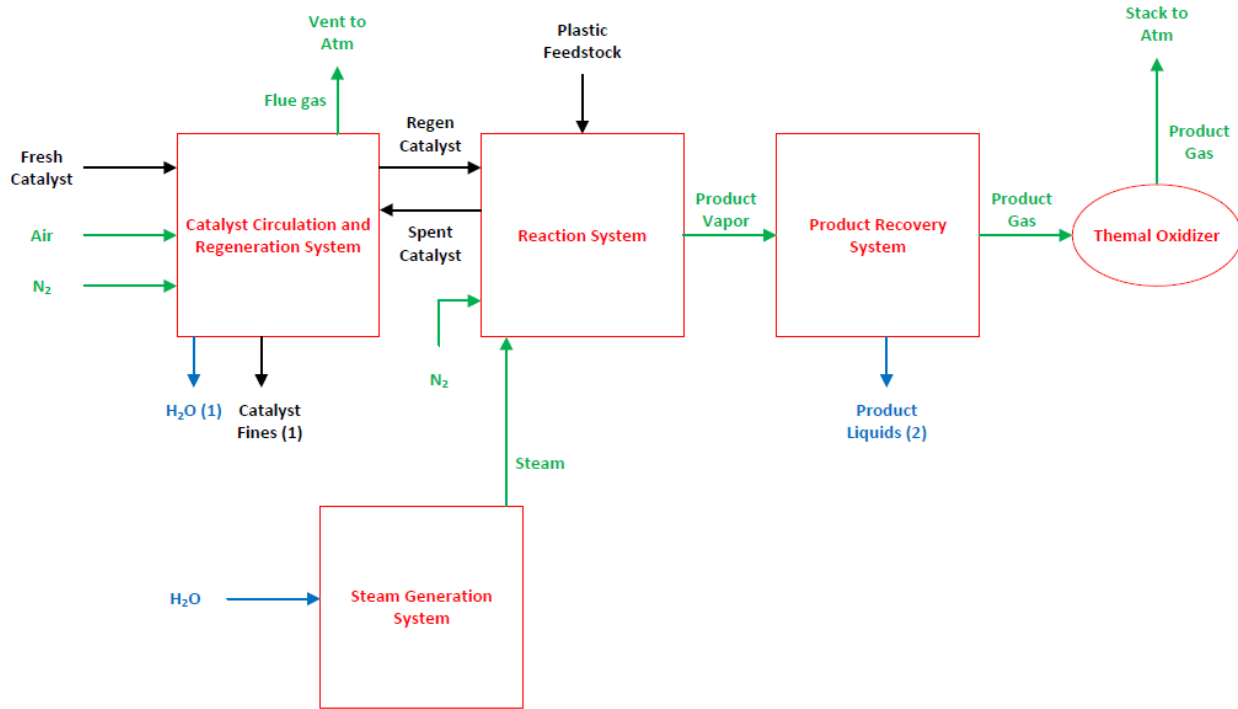 Vent to
Atm
Flue gas
Plastic
Feedstock
Stack to
Atm
Product
Gas
Fresh
Catalyst
Air
N₂
Catalyst Circulation and
Regeneration System
Regen
Catalyst
Spent
Catalyst
Reaction System
Product
Vapor
Product Recovery
System
Product
Gas
Themal Oxidizer
H₂O (1)
Catalyst
Fines (1)
N₂
Product
Liquids (2)
Steam
H₂O
Steam Generation
System